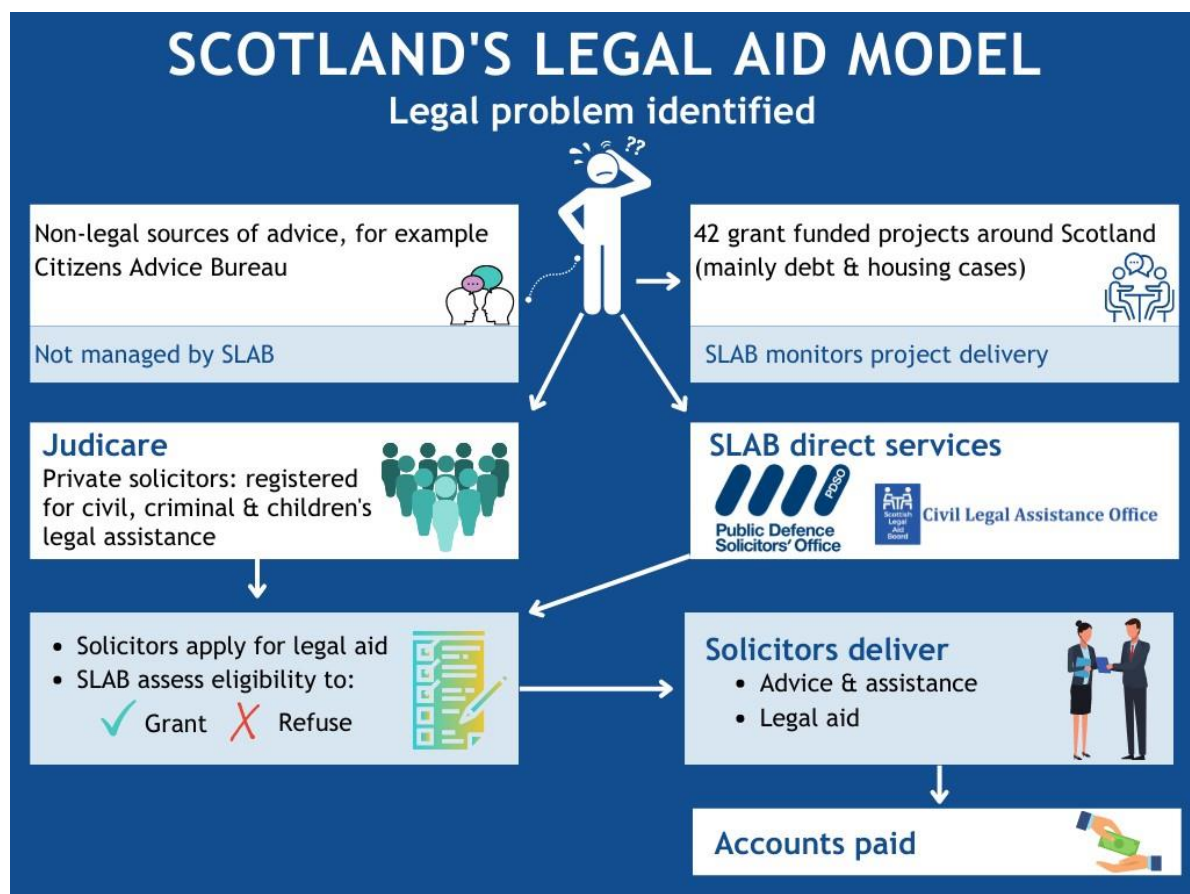 SCOTLAND'S LEGAL AID MODEL
Legal problem identified
??
Non-legal sources of advice, for example
Citizens Advice Bureau
Not managed by SLAB
42 grant funded projects around Scotland
(mainly debt & housing cases)
SLAB monitors project delivery
Judicare
Private solicitors: registered
for civil, criminal & children's
legal assistance
SLAB direct services
PDSO
Public Defence
Solicitors' Office
Scottish
Legal
Aid
Board
Civil Legal Assistance Office
• Solicitors apply for legal aid
• SLAB assess eligibility to:
Grant Refuse
Solicitors deliver
• Advice & assistance
• Legal aid
Accounts paid